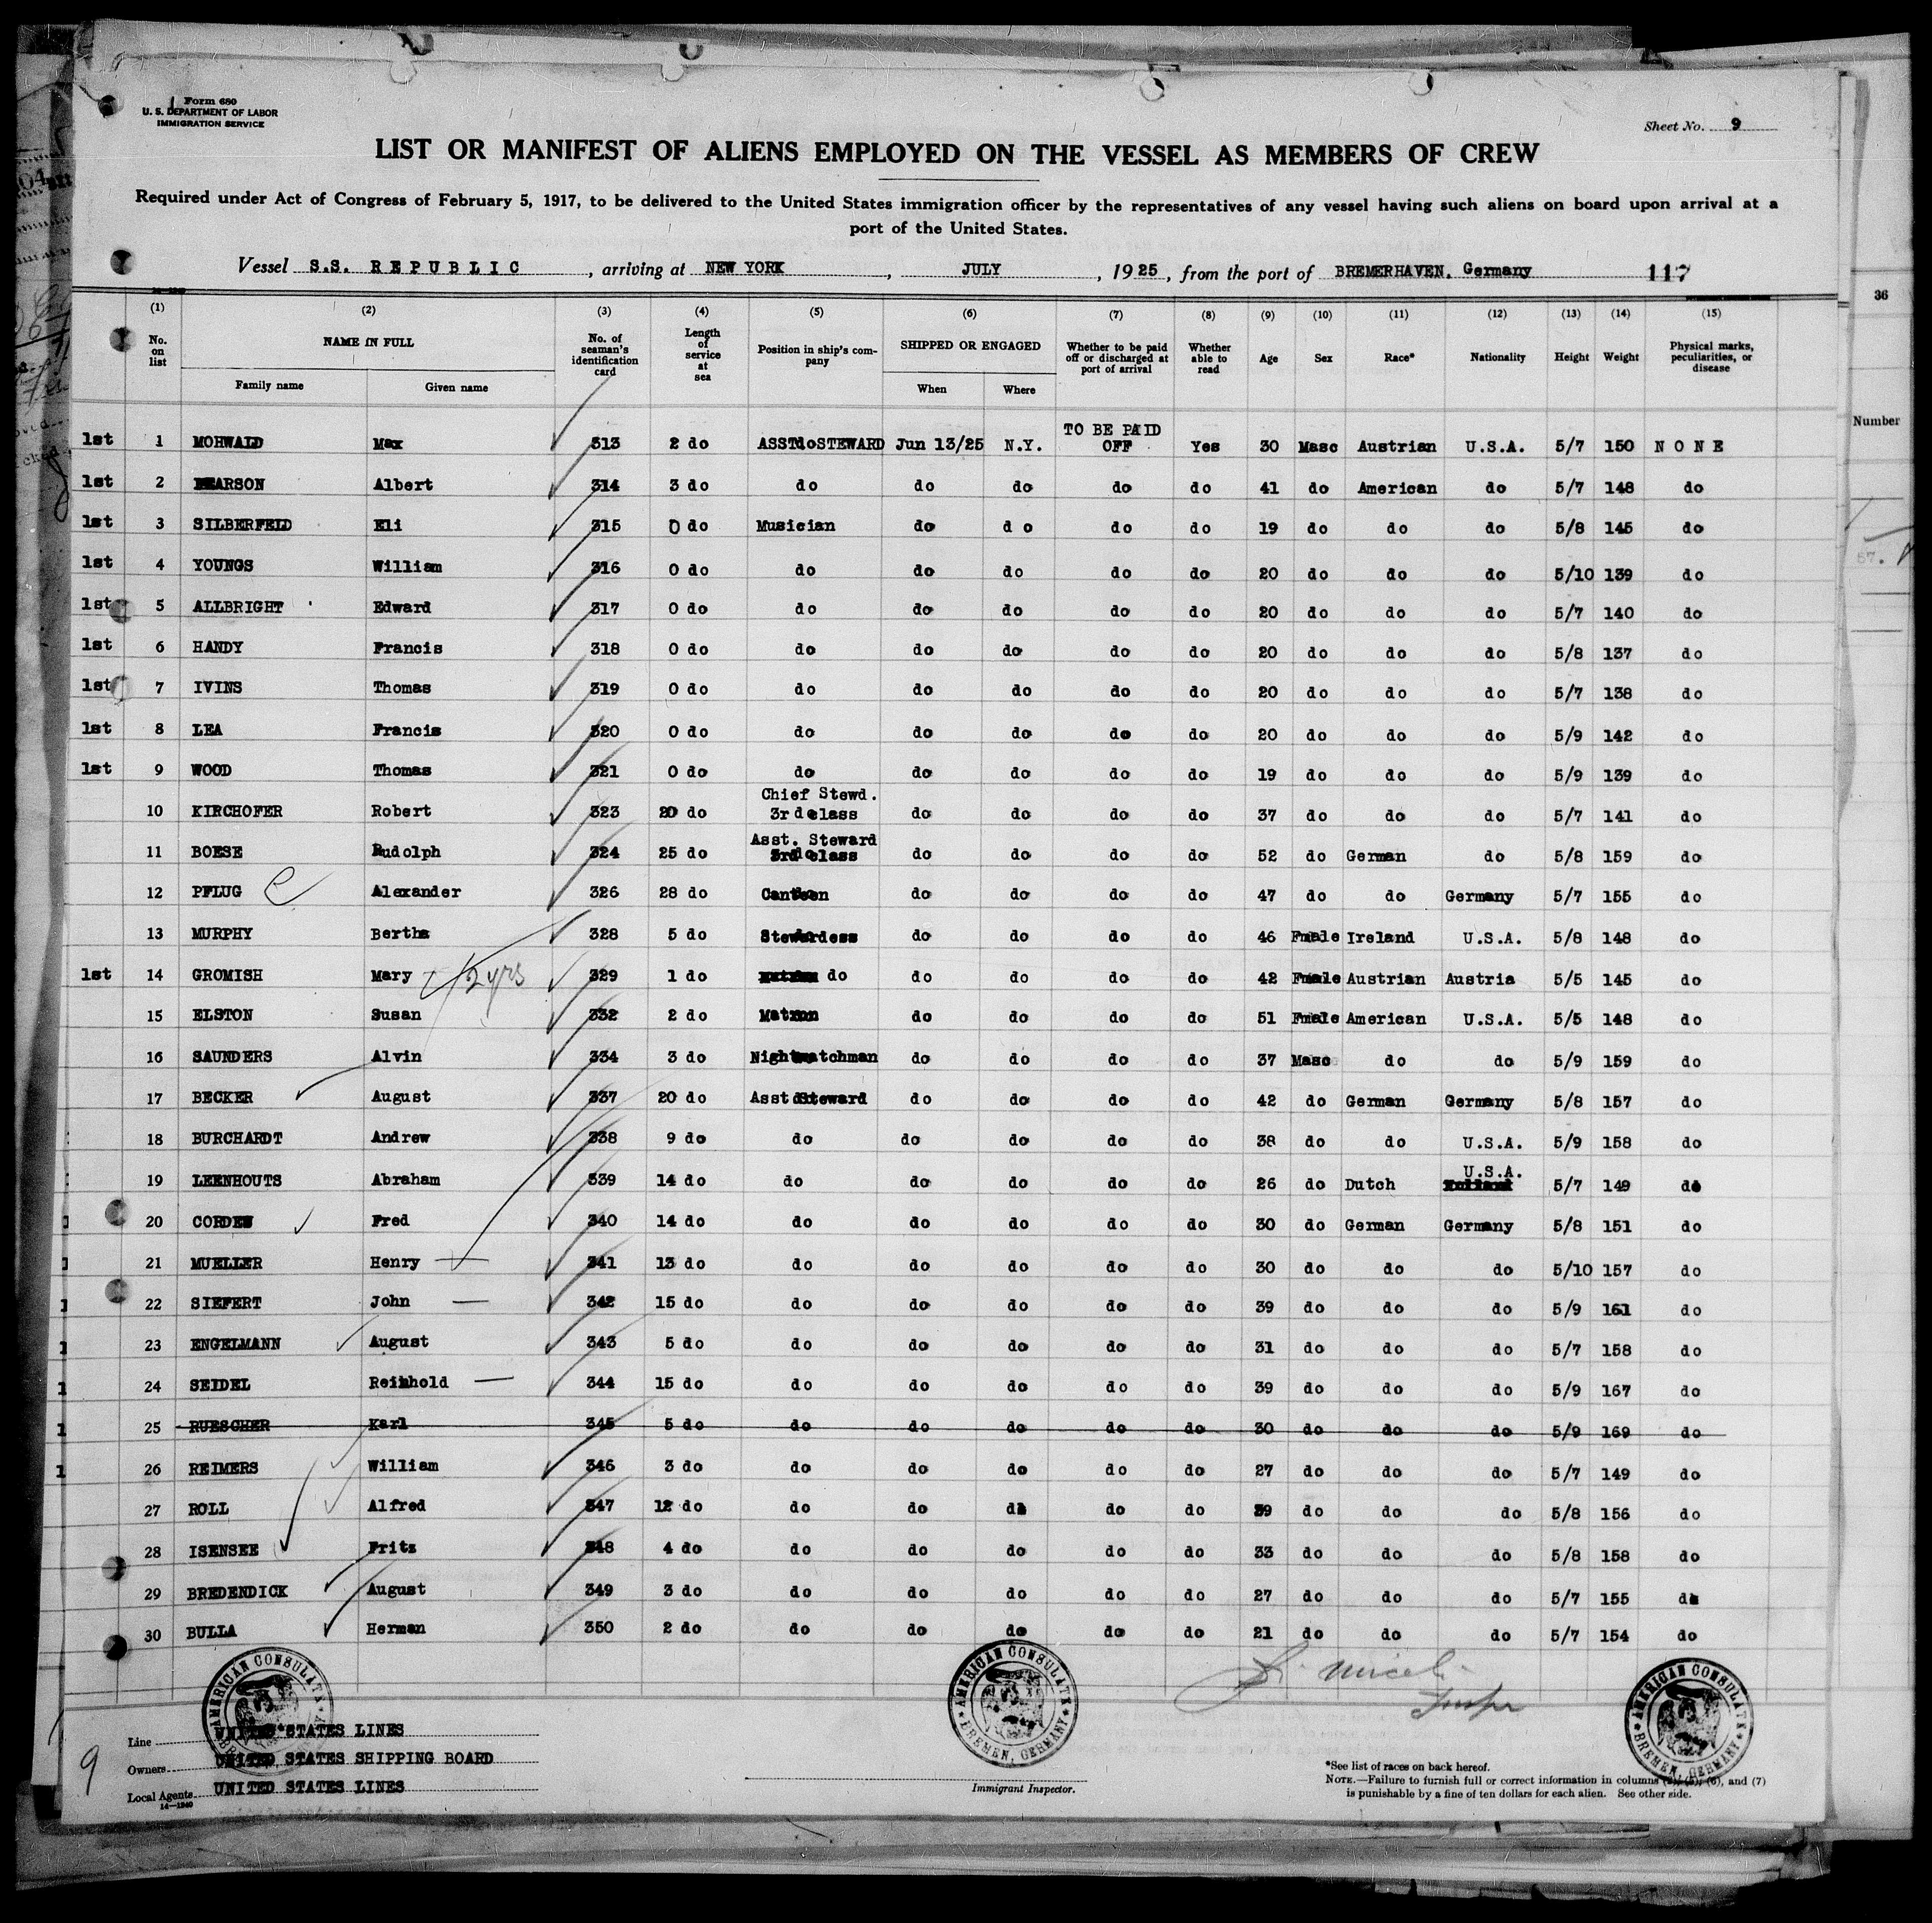 Form 680
U. S. DEPARTMENT OF LABOR
IMMIGRATION SERVICE
Sheet No. 9
LIST OR MANIFEST OF ALIENS EMPLOYED ON THE VESSEL AS MEMBERS OF CREW
Required under Act of Congress of February 5, 1917, to be delivered to the United States immigration officer by the representatives of any vessel having such aliens on board upon arrival at a
port of the United States.
Vessel S.S. REPUBLIC, arriving at NEW YORK, JULY, 1925, from the port of BREMERHAVEN. Germany 117
(1) (2) (3) (4) (5) (6) (7) (8) (9) (10) (11) (12) (13) (14) (15)
No. on list NAME IN FULL Family name Given name No. of seaman's identification card Length of service at sea Position in ship's company SHIPPED OR ENGAGED When Where Whether to be paid off or discharged at port of arrival Whether able to read Age Sex Race* Nationality Height Weight Physical marks, peculiarities, or disease
36
Number
1st 1 MOHWALD Max 313 2 do ASST STEWARD Jun 13/25 N.Y. TO BE PAID OFF Yes 30 Masc Austrian U.S.A. 5/7 150 NONE
1st 2 PEARSON Albert 314 3 do do do do do do 41 do American do 5/7 148 do
1st 3 SILBERFELD Eli 315 0 do Musician do do do do 19 do do do 5/8 145 do
1st 4 YOUNGS William 316 0 do do do do do do 20 do do do 5/10 139 do
1st 5 ALLBRIGHT Edward 317 0 do do do do do do 20 do do do 5/7 140 do
1st 6 HANDY Francis 318 0 do do do do do do 20 do do do 5/8 137 do
1st 7 IVINS Thomas 319 0 do do do do do do 20 do do do 5/7 138 do
1st 8 LEA Francis 320 0 do do do do do do 20 do do do 5/9 142 do
1st 9 WOOD Thomas 321 0 do do do do do do 19 do do do 5/9 139 do
10 KIRCHOFER Robert 323 20 do Chief Stewd. 3rd class do do do do 37 do do do 5/7 141 do
11 BOESE Rudolph 324 25 do Asst. Steward 3rd class do do do do 52 do German do 5/8 159 do
12 PFLUG Alexander 326 28 do Canteen do do do do 47 do do Germany 5/7 155 do
13 MURPHY Bertha 328 5 do Stewardess do do do do 46 Fmale Ireland U.S.A. 5/8 148 do
1st 14 GROMISH Mary 2 yrs 329 1 do do do do do do 42 Fmale Austrian Austria 5/5 145 do
15 ELSTON Susan 332 2 do Matron do do do do 51 Fmale American U.S.A. 5/5 148 do
16 SAUNDERS Alvin 334 3 do Nightwatchman do do do do 37 Masc do do 5/9 159 do
17 BECKER August 337 20 do Asst Steward do do do do 42 do German Germany 5/8 157 do
18 BURCHARDT Andrew 338 9 do do do do do do 38 do do U.S.A. 5/9 158 do
19 LEENHOUTS Abraham 339 14 do do do do do do 26 do Dutch U.S.A. 5/7 149 do
20 CORDES Fred 340 14 do do do do do do 30 do German Germany 5/8 151 do
21 MUELLER Henry 341 13 do do do do do do 30 do do do 5/10 157 do
22 SIEFERT John 342 15 do do do do do do 39 do do do 5/9 161 do
23 ENGELMANN August 343 5 do do do do do do 31 do do do 5/7 158 do
24 SEIDEL Reinhold 344 15 do do do do do do 39 do do do 5/9 167 do
25 RUESCHER Karl 345 5 do do do do do do 30 do do do 5/9 169 do
26 REIMERS William 346 3 do do do do do do 27 do do do 5/7 149 do
27 ROLL Alfred 347 12 do do do do do do 39 do do do 5/8 156 do
28 ISENSEE Fritz 348 4 do do do do do do 33 do do do 5/8 158 do
29 BREDENDICK August 349 3 do do do do do do 27 do do do 5/7 155 do
30 BULLA Herman 350 2 do do do do do do 21 do do do 5/7 154 do
AMERICAN CONSULATE BREMEN, GERMANY
AMERICAN CONSULATE BREMEN, GERMANY
AMERICAN CONSULATE BREMEN, GERMANY
9
Line UNITED STATES LINES
Owners UNITED STATES SHIPPING BOARD
Local Agents UNITED STATES LINES
14—1240
Immigrant Inspector.
*See list of races on back hereof.
NOTE.—Failure to furnish full or correct information in columns (2), (5), (6), and (7)
is punishable by a fine of ten dollars for each alien. See other side.